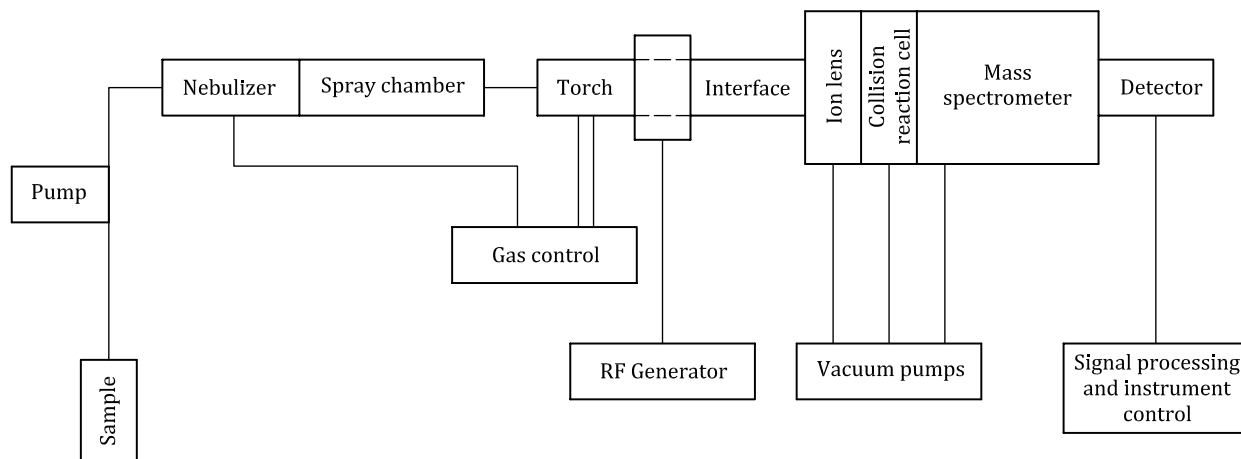 Nebulizer
Spray chamber
Torch
Interface
Ion lens
Collision
reaction cell
Mass
spectrometer
Detector
Pump
Gas control
Sample
RF Generator
Vacuum pumps
Signal processing
and instrument
control